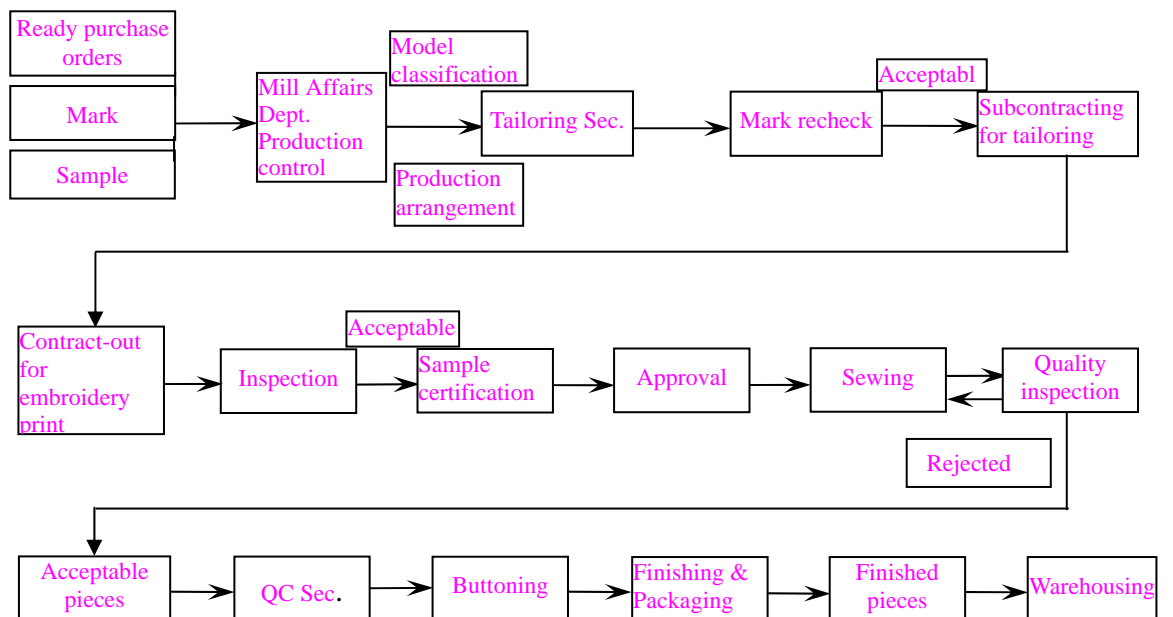 Ready purchase
orders
Mark
Sample
Mill Affairs
Dept.
Production
control
Model
classification
Production
arrangement
Tailoring Sec.
Mark recheck
Acceptabl
Subcontracting
for tailoring
Contract-out
for
embroidery
print
Inspection
Acceptable
Sample
certification
Approval
Sewing
Quality
inspection
Rejected
Acceptable
pieces
QC Sec.
Buttoning
Finishing &
Packaging
Finished
pieces
Warehousing